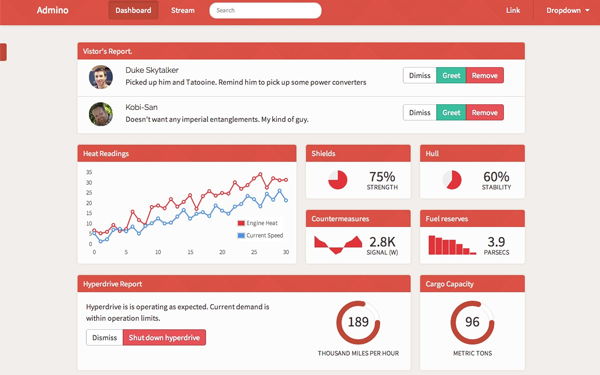 Admino
Dashboard
Stream
Search
Link
Dropdown
Vistor's Report.
Duke Skytalker
Picked up him and Tatooine. Remind him to pick up some power converters
Dimiss
Greet
Remove
Kobi-San
Doesn't want any imperial entanglements. My kind of guy.
Dimiss
Greet
Remove
Heat Readings
35
30
25
20
15
10
5
0
0
5
10
15
20
25
30
Engine Heat
Current Speed
Shields
75%
STRENGTH
Hull
60%
STABILITY
Countermeasures
2.8K
SIGNAL (W)
Fuel reserves
3.9
PARSECS
Hyperdrive Report
Hyperdrive is is operating as expected. Current demand is
within operation limits.
Dismiss
Shut down hyperdrive
189
THOUSAND MILES PER HOUR
Cargo Capacity
96
METRIC TONS